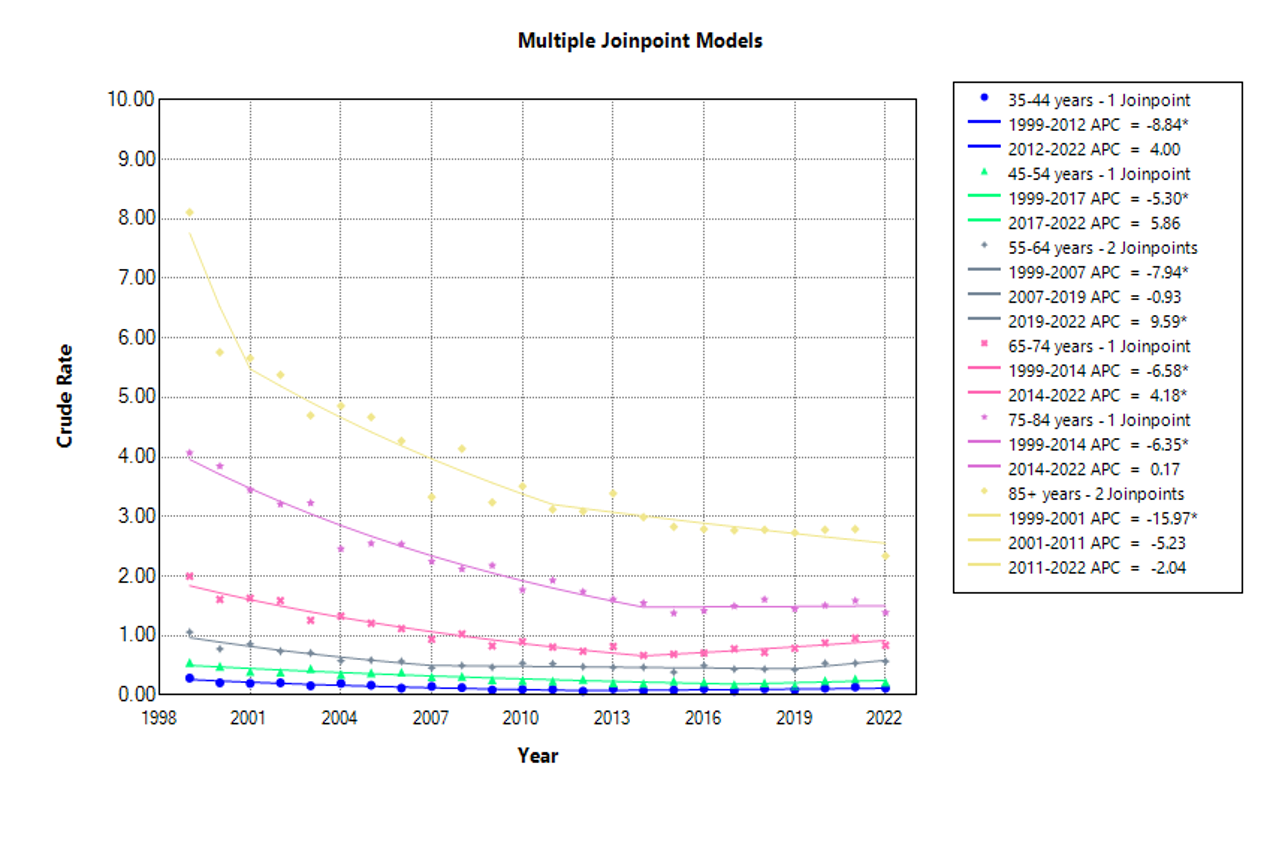 Multiple Joinpoint Models
10.00
9.00
8.00
7.00
6.00
5.00
4.00
3.00
2.00
1.00
0.00
Crude Rate
1998 2001 2004 2007 2010 2013 2016 2019 2022
Year
35-44 years - 1 Joinpoint
1999-2012 APC = -8.84*
2012-2022 APC = 4.00
45-54 years - 1 Joinpoint
1999-2017 APC = -5.30*
2017-2022 APC = 5.86
55-64 years - 2 Joinpoints
1999-2007 APC = -7.94*
2007-2019 APC = -0.93
2019-2022 APC = 9.59*
65-74 years - 1 Joinpoint
1999-2014 APC = -6.58*
2014-2022 APC = 4.18*
75-84 years - 1 Joinpoint
1999-2014 APC = -6.35*
2014-2022 APC = 0.17
85+ years - 2 Joinpoints
1999-2001 APC = -15.97*
2001-2011 APC = -5.23
2011-2022 APC = -2.04